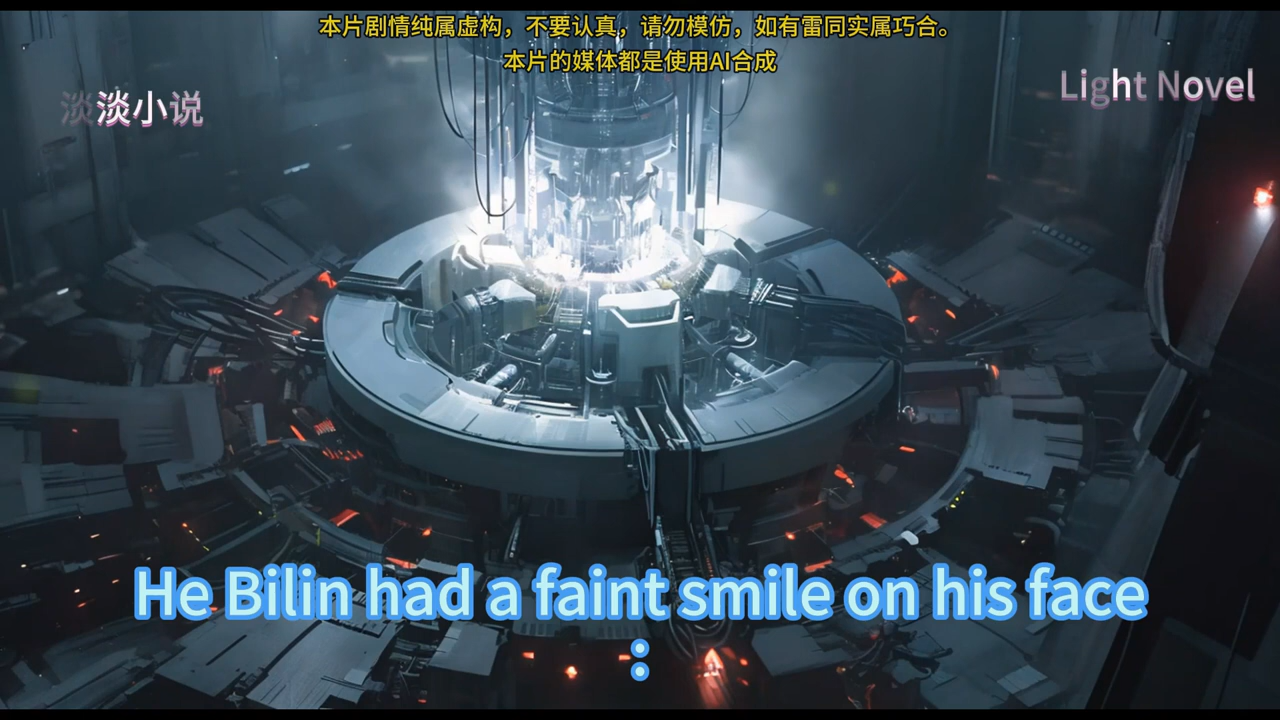 本片剧情纯属虚构，不要认真，请勿模仿，如有雷同实属巧合。
本片的媒体都是使用AI合成
淡淡小说
Light Novel
He Bilin had a faint smile on his face
: